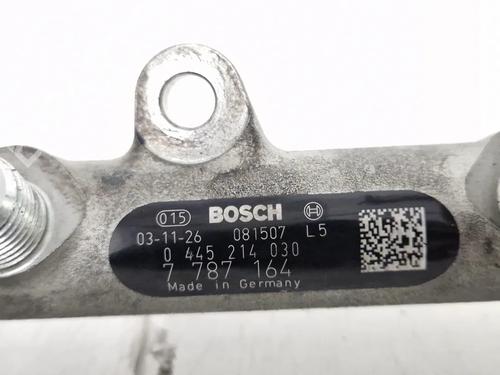 015 BOSCH
03-11-26 081507 L5
0 445 214 030
7 787 164
Made in Germany